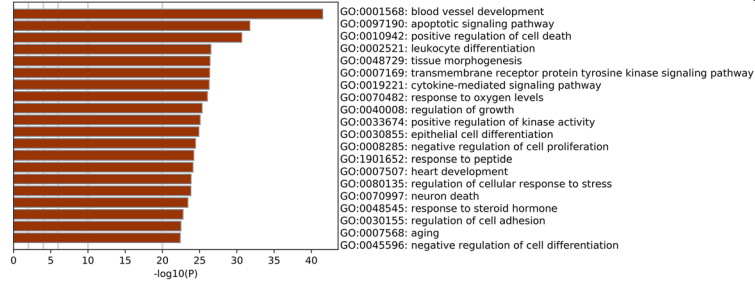 GO:0001568: blood vessel development
GO:0097190: apoptotic signaling pathway
GO:0010942: positive regulation of cell death
GO:0002521: leukocyte differentiation
GO:0048729: tissue morphogenesis
GO:0007169: transmembrane receptor protein tyrosine kinase signaling pathway
GO:0019221: cytokine-mediated signaling pathway
GO:0070482: response to oxygen levels
GO:0040008: regulation of growth
GO:0033674: positive regulation of kinase activity
GO:0030855: epithelial cell differentiation
GO:0008285: negative regulation of cell proliferation
GO:1901652: response to peptide
GO:0007507: heart development
GO:0080135: regulation of cellular response to stress
GO:0070997: neuron death
GO:0048545: response to steroid hormone
GO:0030155: regulation of cell adhesion
GO:0007568: aging
GO:0045596: negative regulation of cell differentiation
0 5 10 15 20 25 30 35 40
-log10(P)